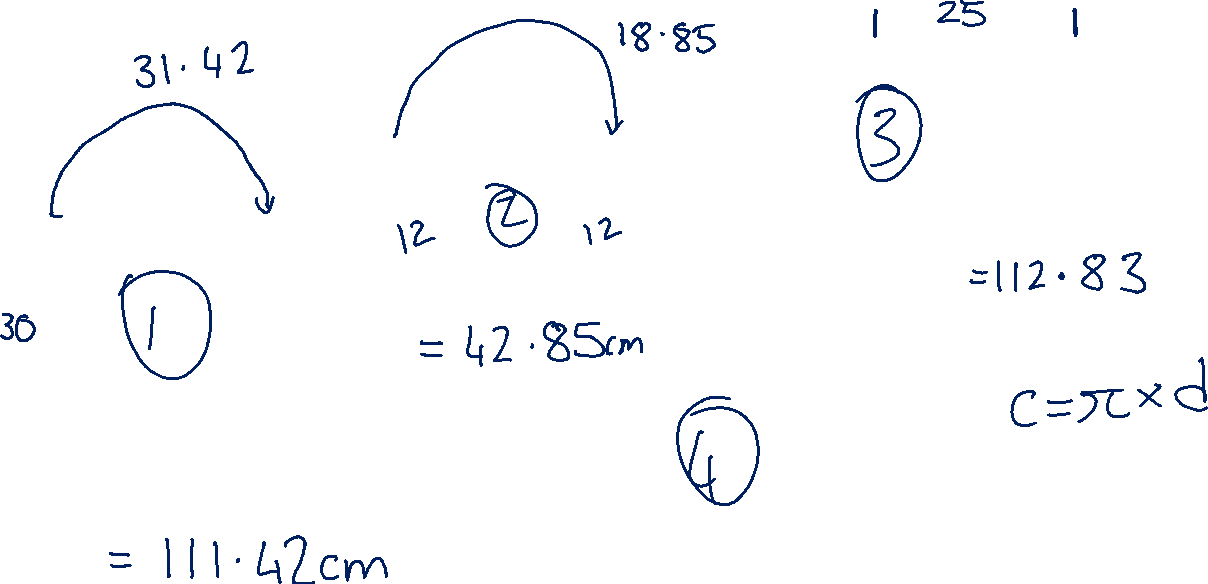 31.42
18.85
1 25 1
3
12 2 12
30 1
= 42.85cm
=112.83
C=π×d
4
= 111.42cm